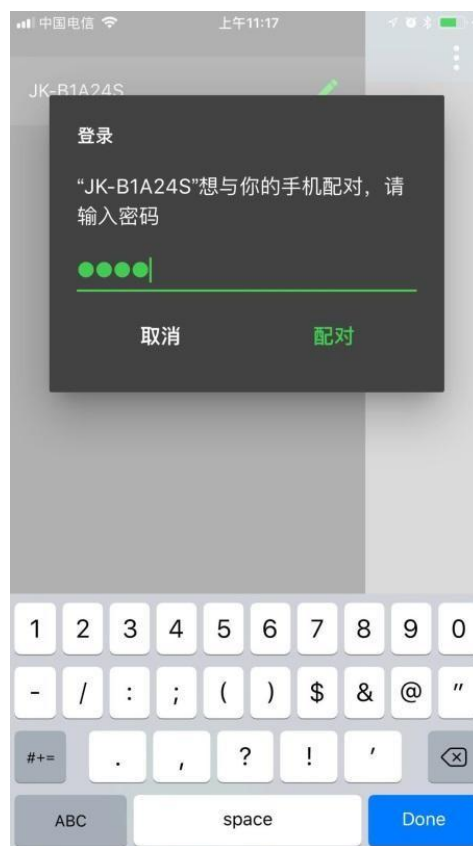 中国电信 上午11:17
JK-B1A24S
登录
“JK-B1A24S”想与你的手机配对，请
输入密码
取消 配对
1 2 3 4 5 6 7 8 9 0
- / : ; ( ) $ & @ "
#+= . , ? ! '
ABC space Done